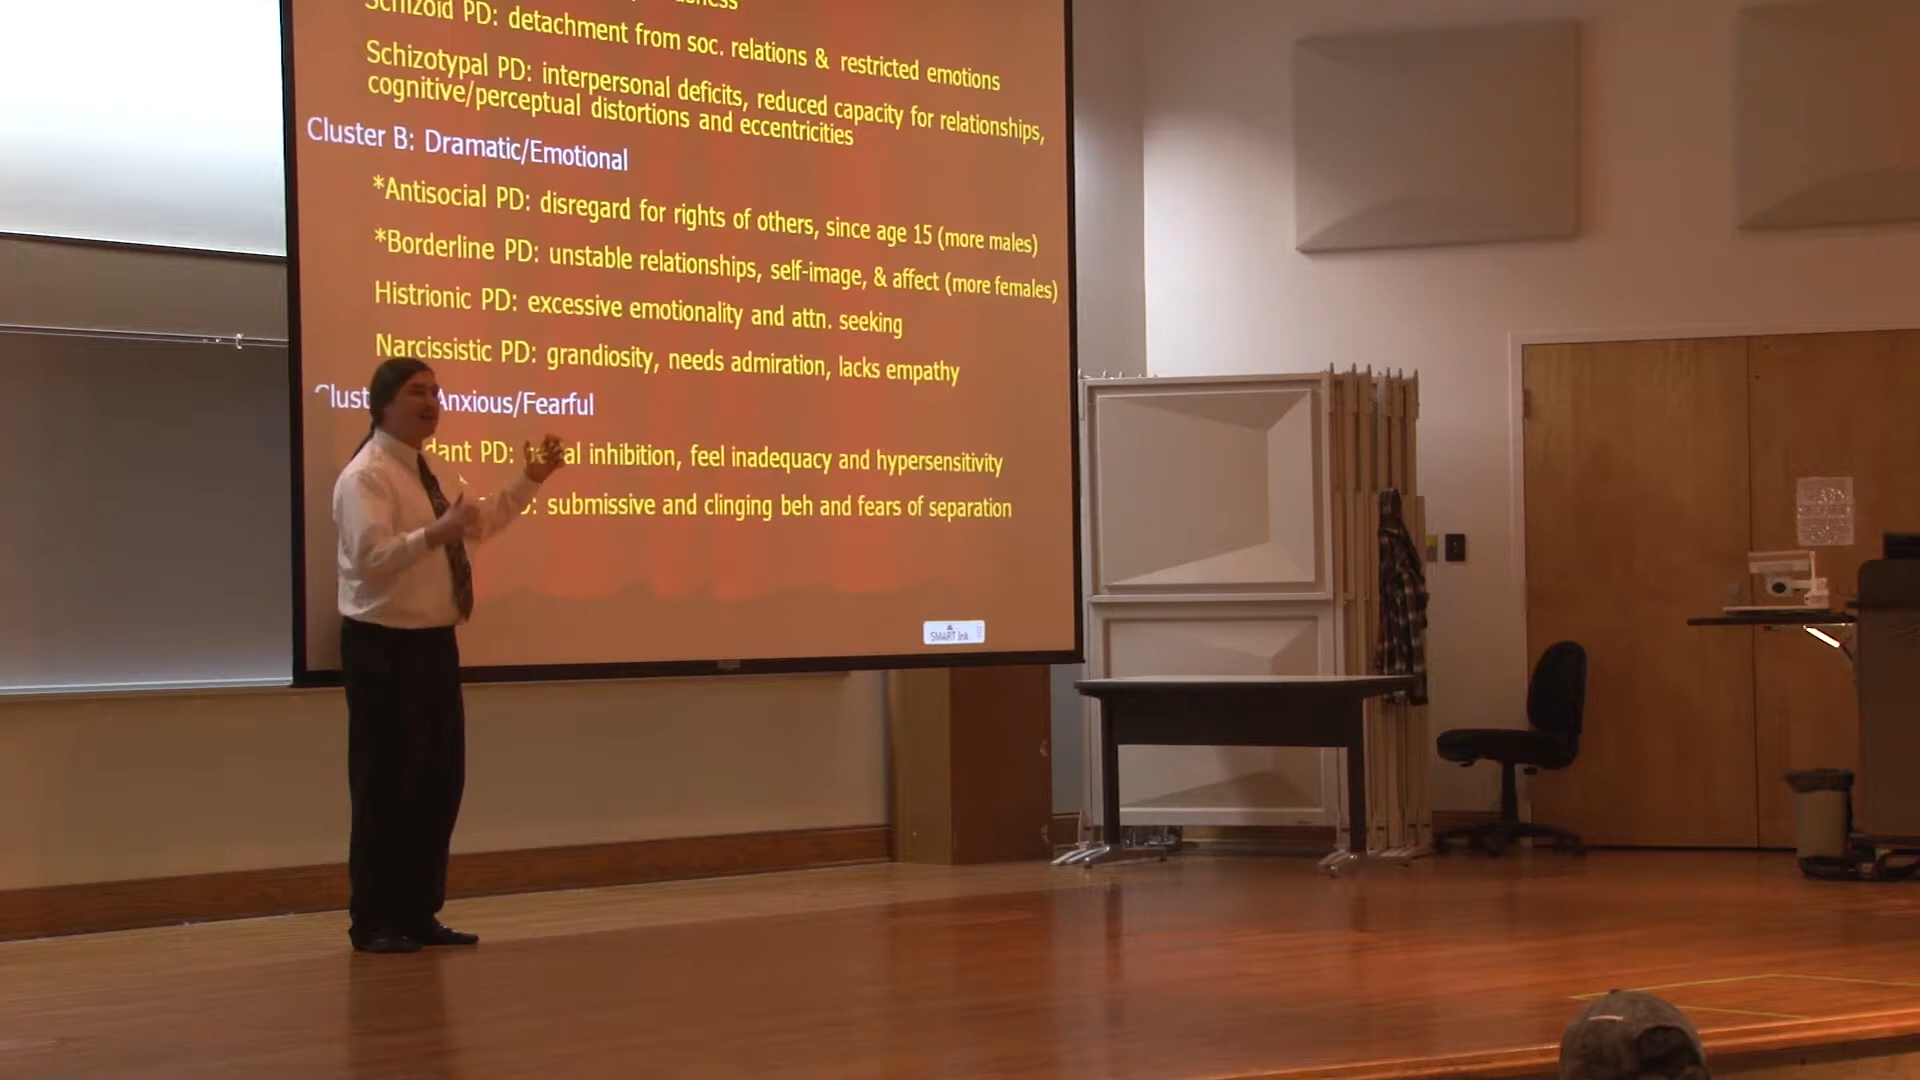 Schizoid PD: detachment from soc. relations & restricted emotions
Schizotypal PD: interpersonal deficits, reduced capacity for relationships,
cognitive/perceptual distortions and eccentricities
Cluster B: Dramatic/Emotional
*Antisocial PD: disregard for rights of others, since age 15 (more males)
*Borderline PD: unstable relationships, self-image, & affect (more females)
Histrionic PD: excessive emotionality and attn. seeking
Narcissistic PD: grandiosity, needs admiration, lacks empathy
Anxious/Fearful
PD: inhibition, feel inadequacy and hypersensitivity
submissive and clinging beh and fears of separation
SMART Ink